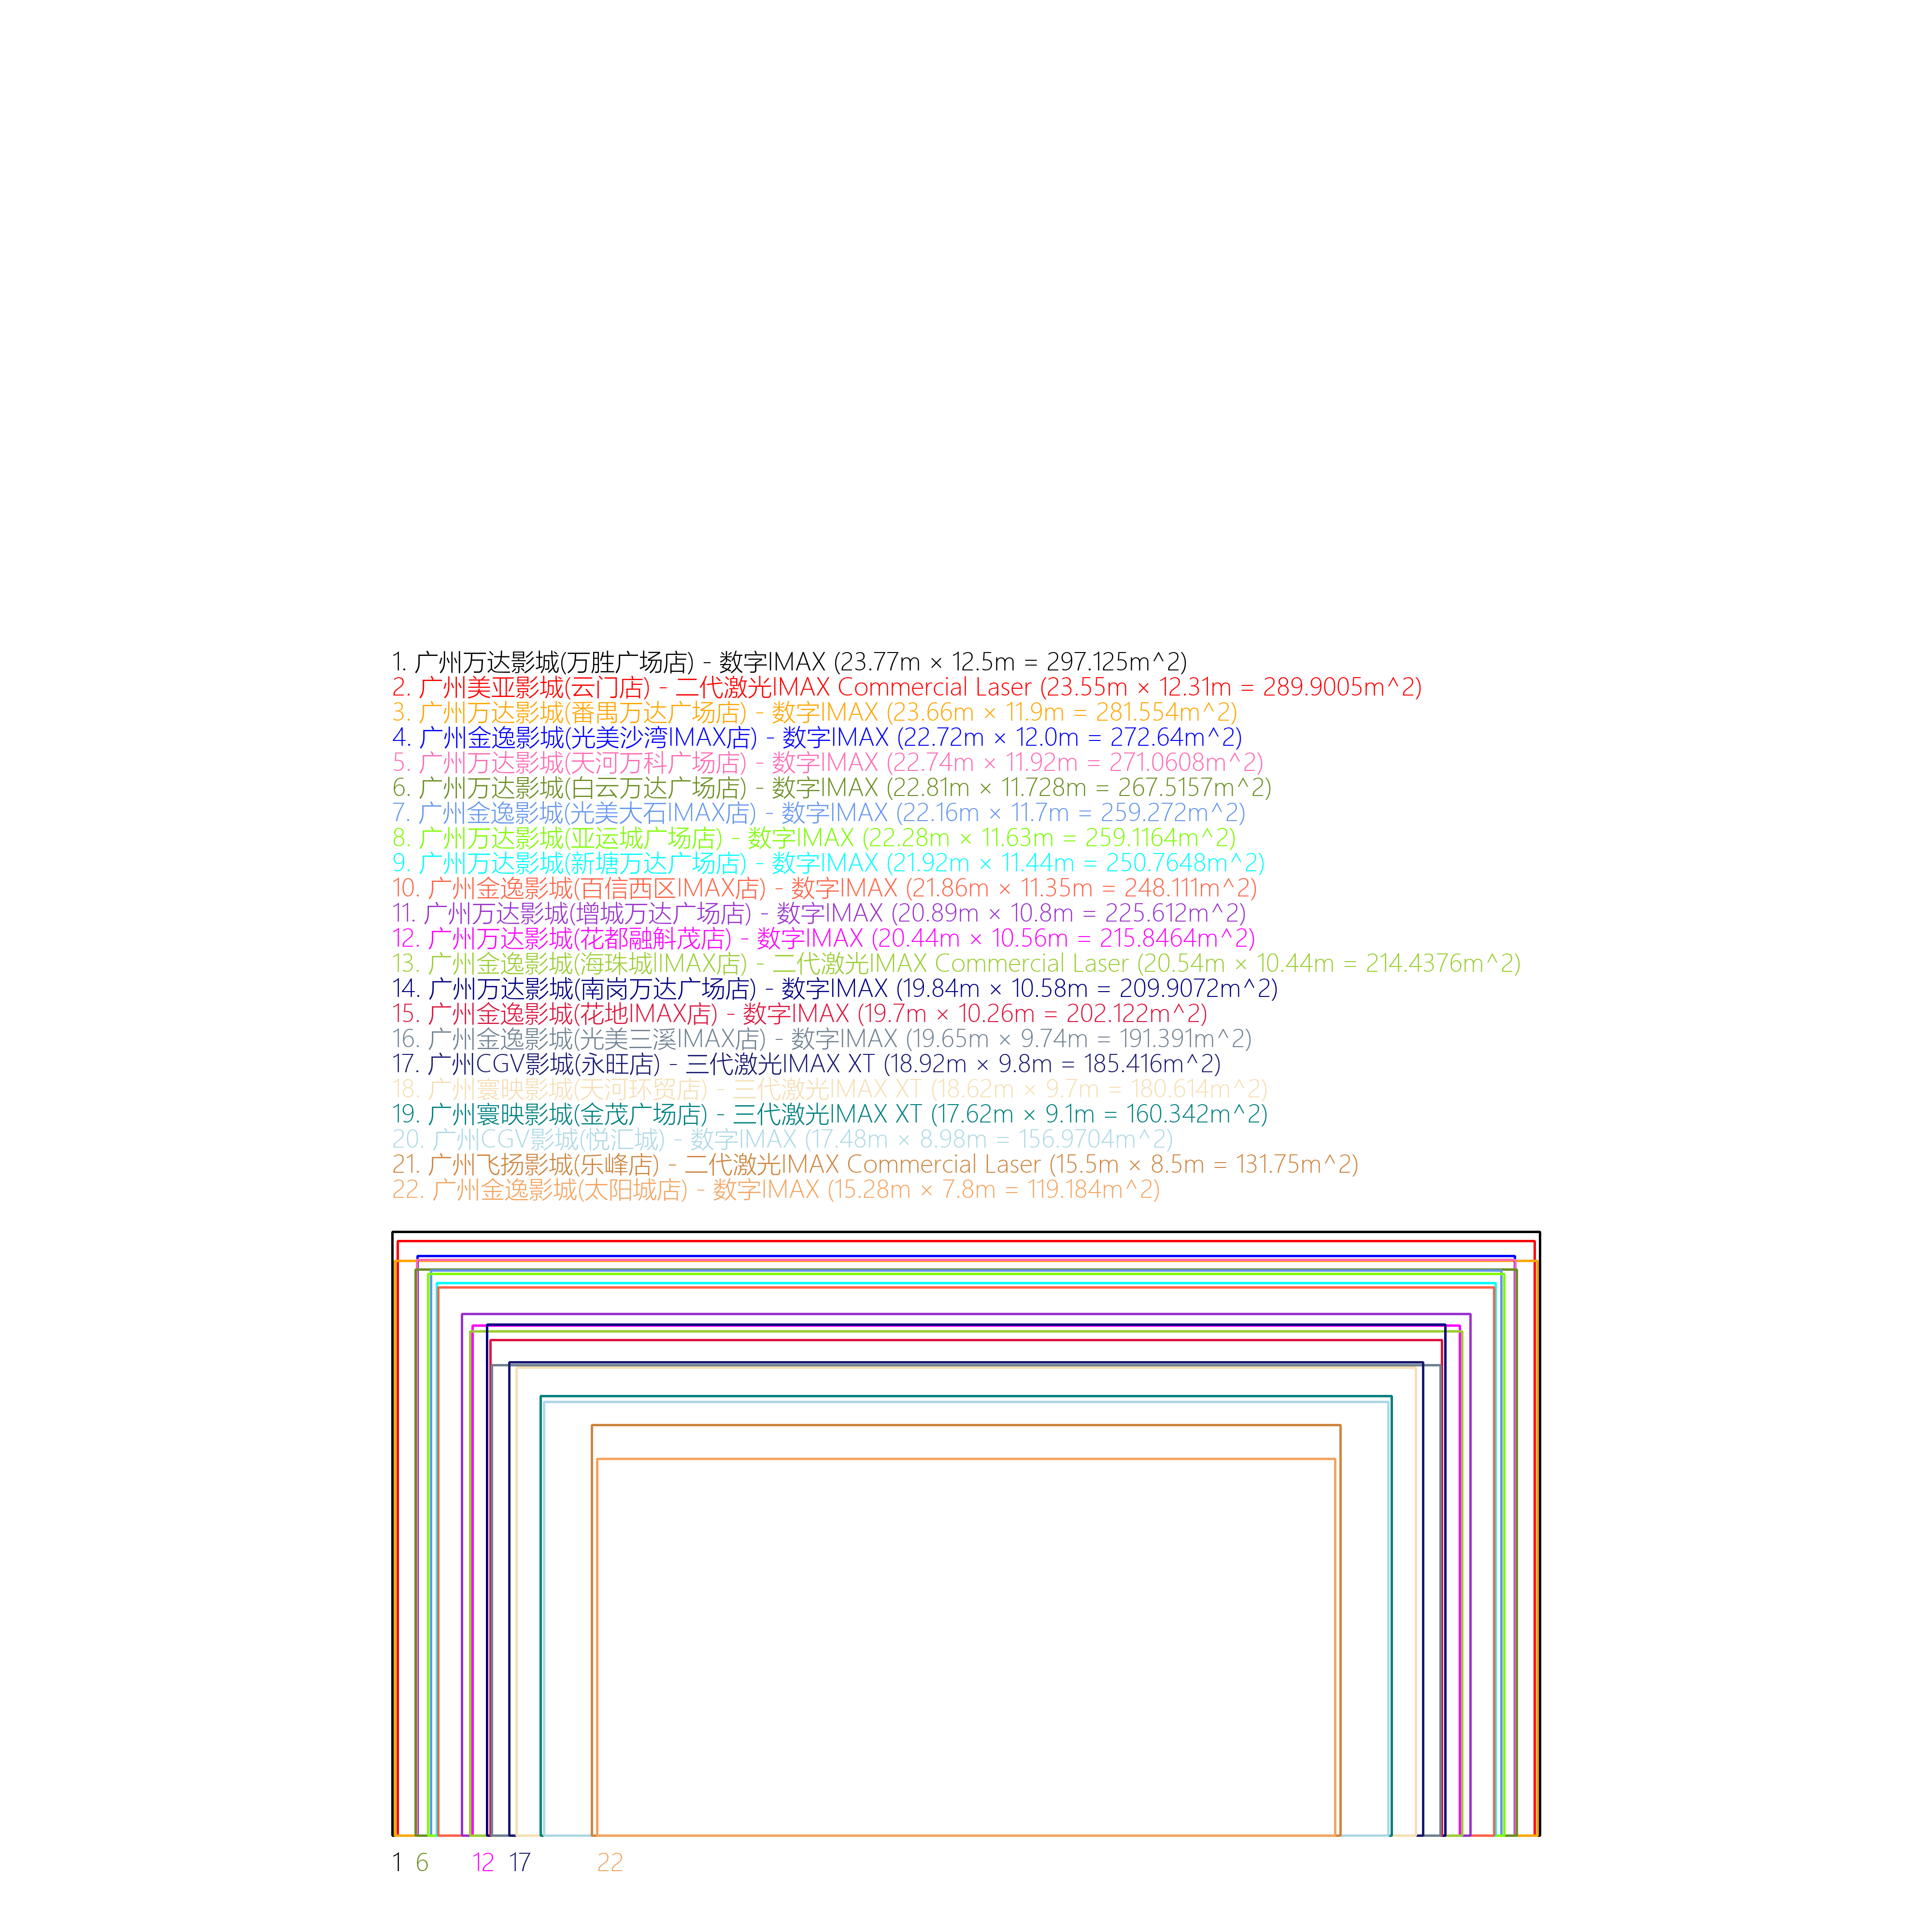 1. 广州万达影城(万胜广场店) - 数字IMAX (23.77m × 12.5m = 297.125m^2)
2. 广州美亚影城(云门店) - 二代激光IMAX Commercial Laser (23.55m × 12.31m = 289.9005m^2)
3. 广州万达影城(番禺万达广场店) - 数字IMAX (23.66m × 11.9m = 281.554m^2)
4. 广州金逸影城(光美沙湾IMAX店) - 数字IMAX (22.72m × 12.0m = 272.64m^2)
5. 广州万达影城(天河万科广场店) - 数字IMAX (22.74m × 11.92m = 271.0608m^2)
6. 广州万达影城(白云万达广场店) - 数字IMAX (22.81m × 11.728m = 267.5157m^2)
7. 广州金逸影城(光美大石IMAX店) - 数字IMAX (22.16m × 11.7m = 259.272m^2)
8. 广州万达影城(亚运城广场店) - 数字IMAX (22.28m × 11.63m = 259.1164m^2)
9. 广州万达影城(新塘万达广场店) - 数字IMAX (21.92m × 11.44m = 250.7648m^2)
10. 广州金逸影城(百信西区IMAX店) - 数字IMAX (21.86m × 11.35m = 248.111m^2)
11. 广州万达影城(增城万达广场店) - 数字IMAX (20.89m × 10.8m = 225.612m^2)
12. 广州万达影城(花都融斛茂店) - 数字IMAX (20.44m × 10.56m = 215.8464m^2)
13. 广州金逸影城(海珠城IIMAX店) - 二代激光IMAX Commercial Laser (20.54m × 10.44m = 214.4376m^2)
14. 广州万达影城(南岗万达广场店) - 数字IMAX (19.84m × 10.58m = 209.9072m^2)
15. 广州金逸影城(花地IMAX店) - 数字IMAX (19.7m × 10.26m = 202.122m^2)
16. 广州金逸影城(光美三溪IMAX店) - 数字IMAX (19.65m × 9.74m = 191.391m^2)
17. 广州CGV影城(永旺店) - 三代激光IMAX XT (18.92m × 9.8m = 185.416m^2)
18. 广州寰映影城(天河环贸店) - 三代激光IMAX XT (18.62m × 9.7m = 180.614m^2)
19. 广州寰映影城(金茂广场店) - 三代激光IMAX XT (17.62m × 9.1m = 160.342m^2)
20. 广州CGV影城(悦汇城) - 数字IMAX (17.48m × 8.98m = 156.9704m^2)
21. 广州飞扬影城(乐峰店) - 二代激光IMAX Commercial Laser (15.5m × 8.5m = 131.75m^2)
22. 广州金逸影城(太阳城店) - 数字IMAX (15.28m × 7.8m = 119.184m^2)
1 6 12 17 22